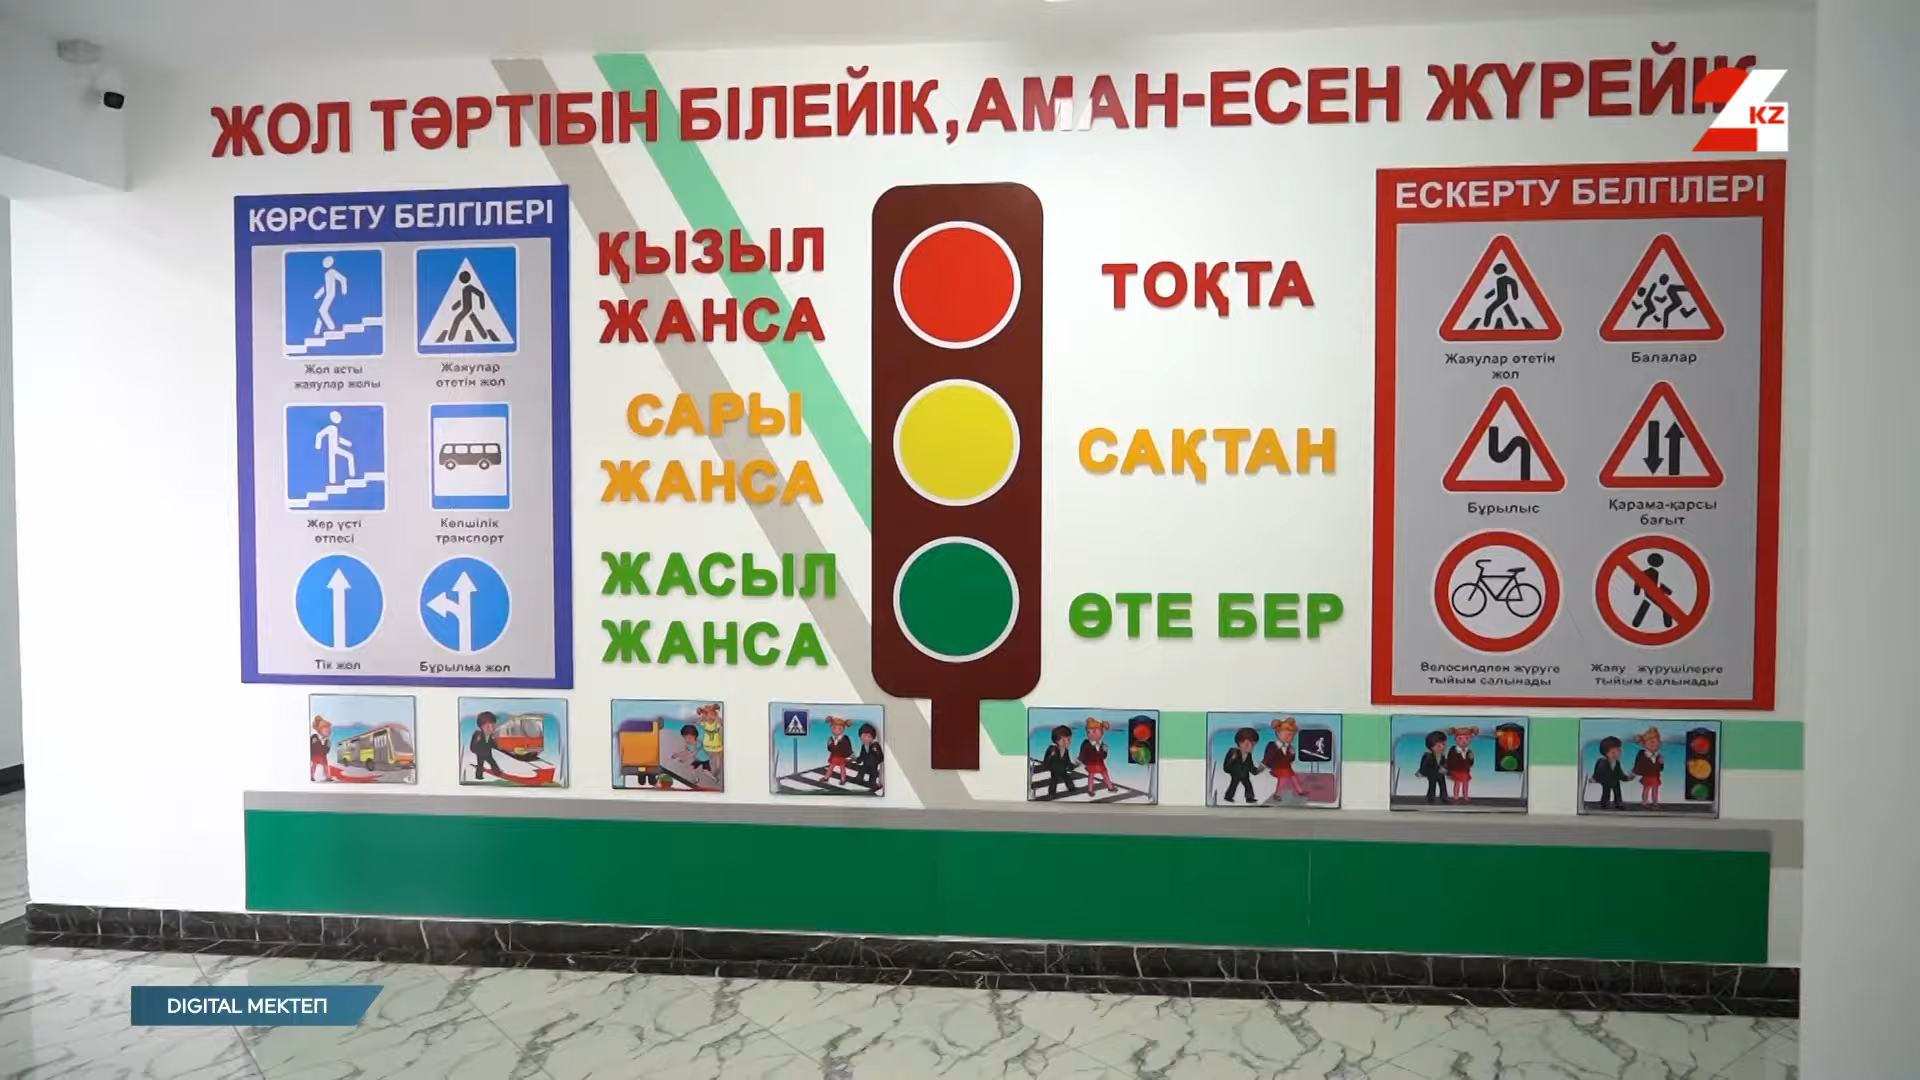 ЖОЛ ТӘРТІБІН БІЛЕЙІК, АМАН-ЕСЕН ЖҮРЕЙІК
KZ
КӨРСЕТУ БЕЛГІЛЕРІ
Жол асты
жаяулар жолы
Жаяулар
өтетін жол
Жер үсті
өтпесі
Көпшілік
транспорт
Тік жол
Бұрылма жол
ҚЫЗЫЛ
ЖАНСА
ТОҚТА
САРЫ
ЖАНСА
САҚТАН
ЖАСЫЛ
ЖАНСА
ӨТЕ БЕР
ЕСКЕРТУ БЕЛГІЛЕРІ
Жаяулар өтетін
жол
Балалар
Бұрылыс
Қарама-қарсы
бағыт
Велосипдпен жүруге
тыйым салынады
Жаяу жүрушілерге
тыйым салынады
DIGITAL МЕКТЕП